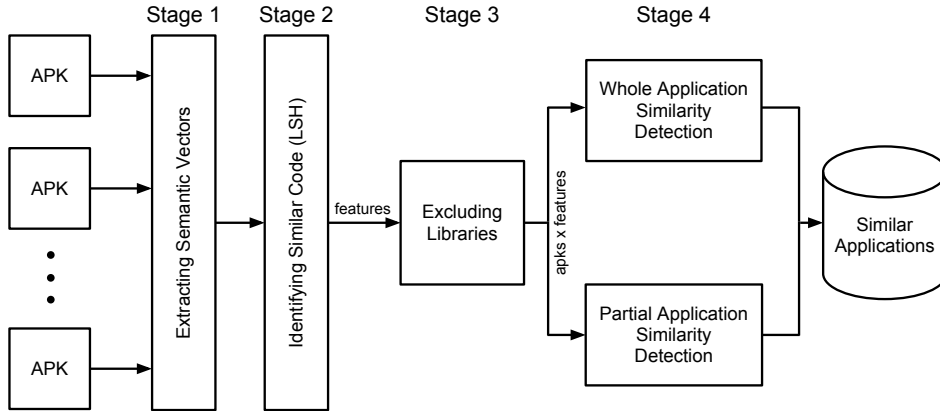 Stage 1
Stage 2
Stage 3
Stage 4
APK
APK
APK
Extracting Semantic Vectors
Identifying Similar Code (LSH)
features
Excluding
Libraries
apks x features
Whole Application
Similarity
Detection
Partial Application
Similarity
Detection
Similar
Applications